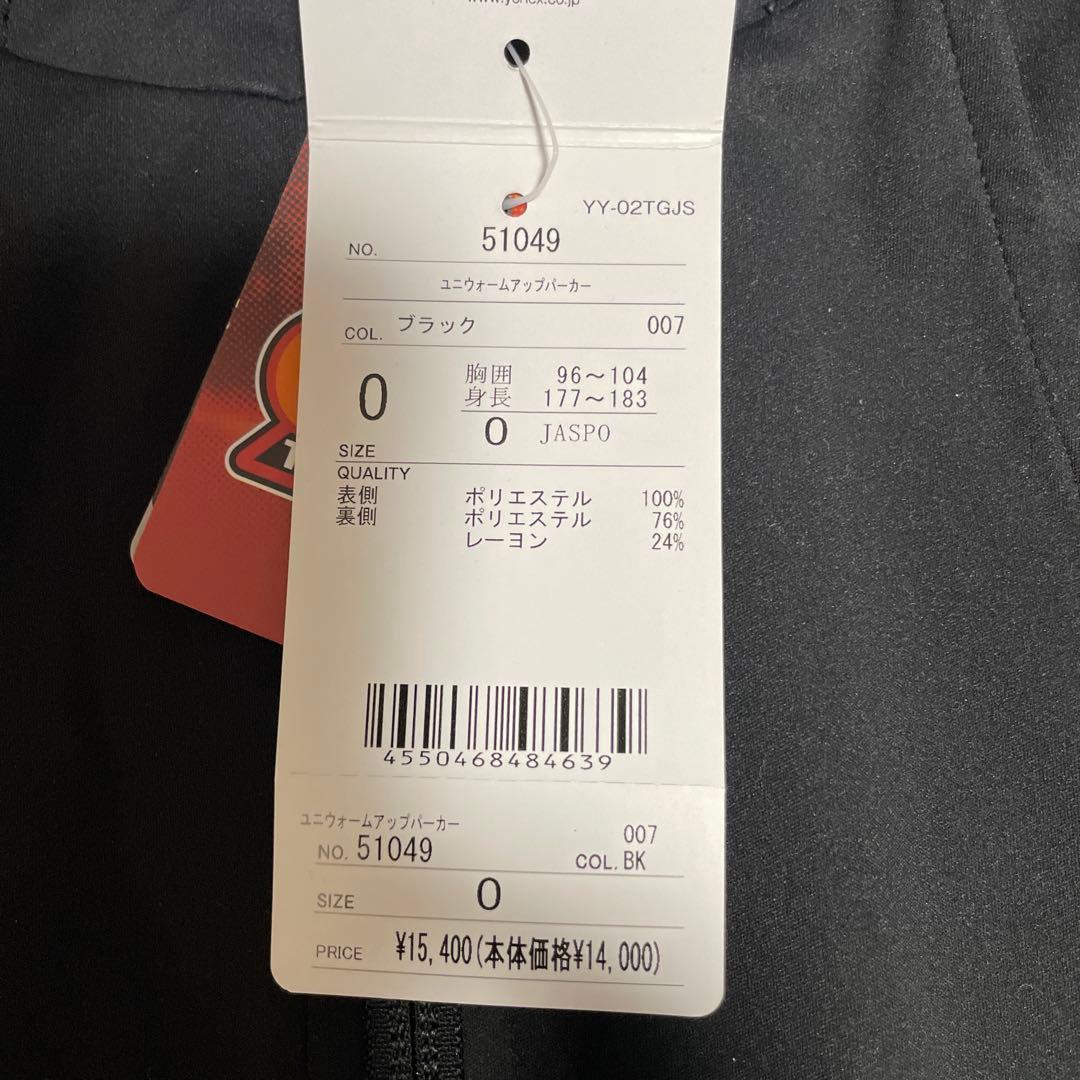 www.yonex.co.jp
YY-02TGJS
NO. 51049
ユニウォームアップパーカー
COL. ブラック 007
0 胸囲 96～104
身長 177～183
SIZE O JASPO
QUALITY
表側 ポリエステル 100%
裏側 ポリエステル 76%
レーヨン 24%
4550468484639
ユニウォームアップパーカー 007
NO. 51049 COL. BK
SIZE O
PRICE ¥15,400(本体価格¥14,000)